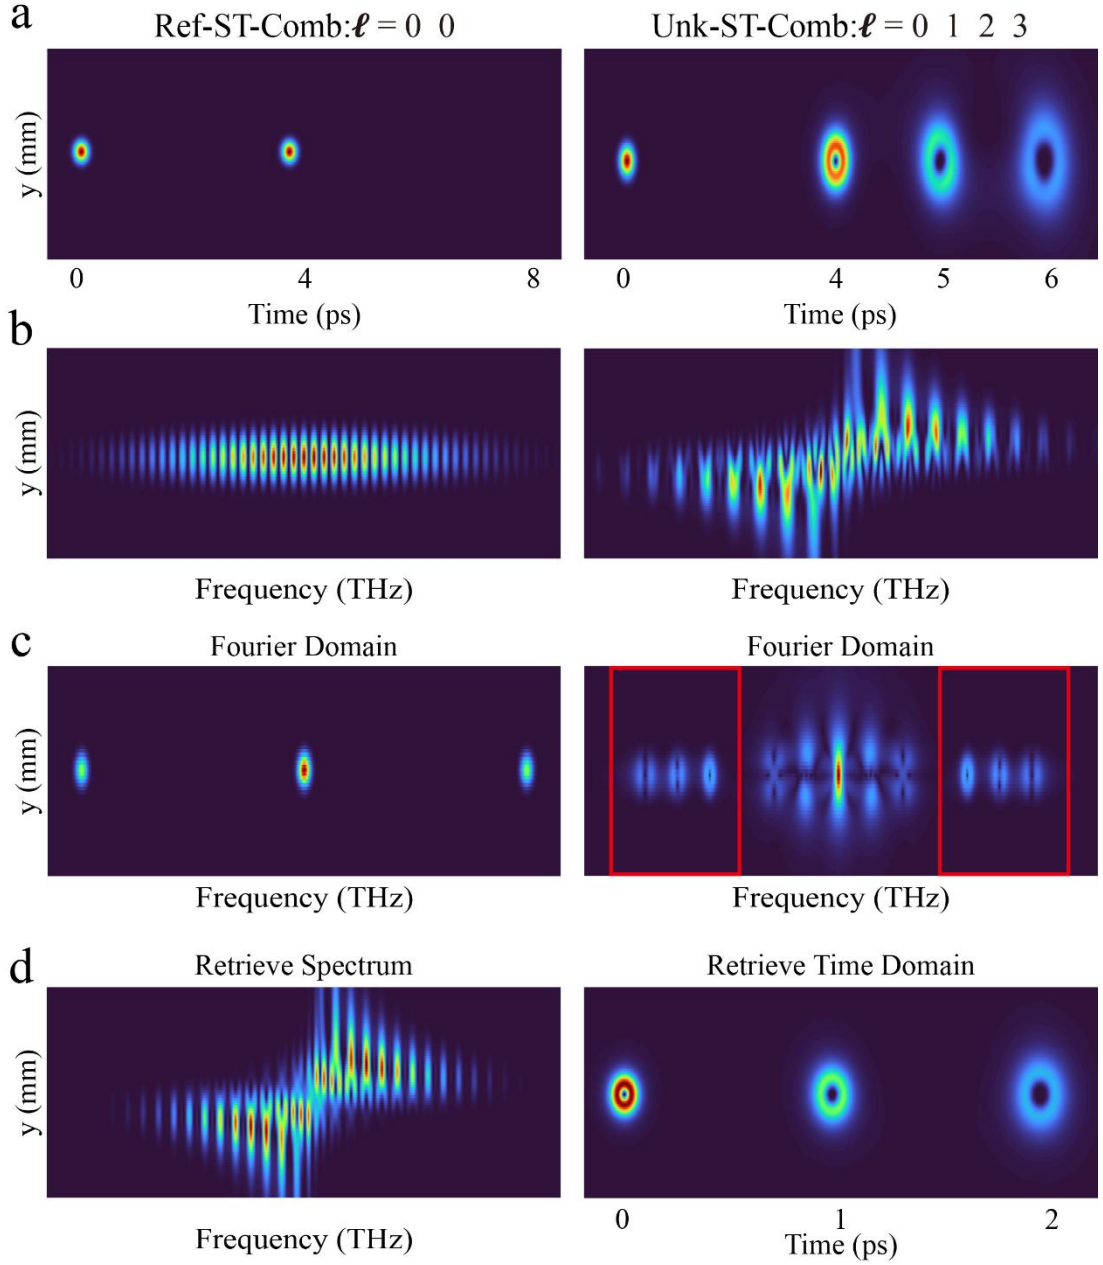 a
Ref-ST-Comb:ℓ = 0 0
Unk-ST-Comb:ℓ = 0 1 2 3
y (mm)
0 4 8
0 4 5 6
Time (ps)
Time (ps)
b
y (mm)
Frequency (THz)
Frequency (THz)
c
Fourier Domain
Fourier Domain
y (mm)
Frequency (THz)
Frequency (THz)
d
Retrieve Spectrum
Retrieve Time Domain
y (mm)
0 1 2
Frequency (THz)
Time (ps)